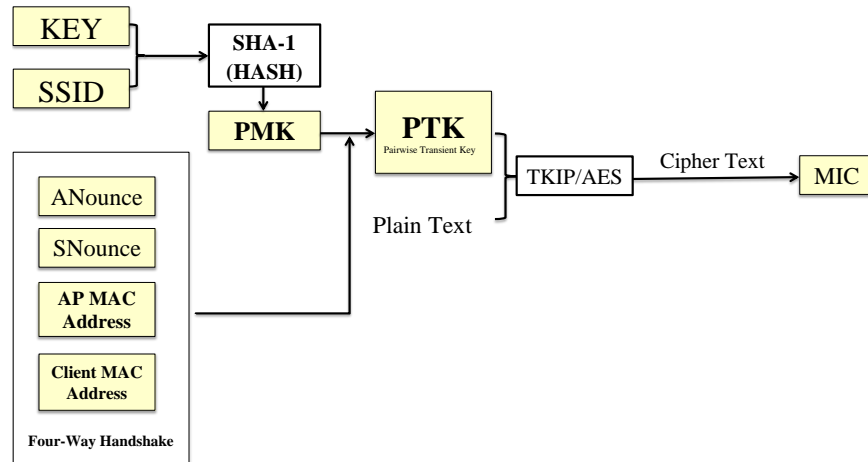 KEY
SSID
SHA-1
(HASH)
PMK
PTK
Pairwise Transient Key
TKIP/AES
Cipher Text
MIC
Plain Text
ANounce
SNounce
AP MAC
Address
Client MAC
Address
Four-Way Handshake